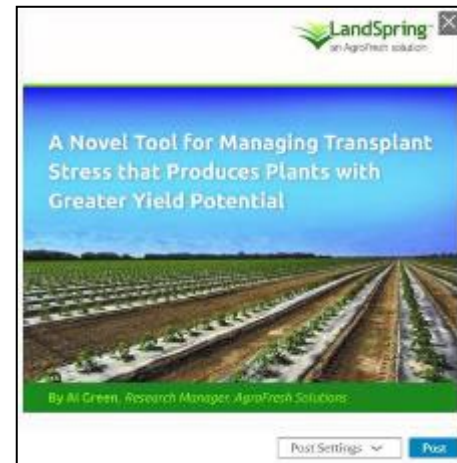 LandSpring™
an AgroFresh solution
A Novel Tool for Managing Transplant
Stress that Produces Plants with
Greater Yield Potential
By Al Green, Research Manager, AgroFresh Solutions
Post Settings
Post